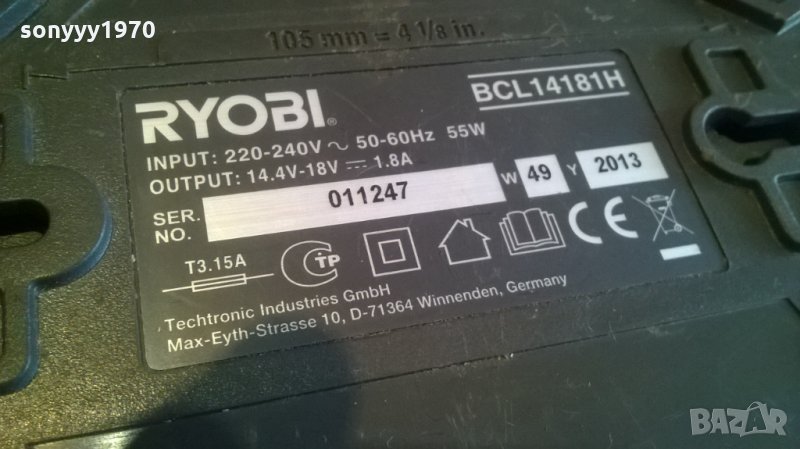 sonyyy1970
105 mm = 4 1/8 in.
RYOBI®
BCL14181H
INPUT: 220-240V ~ 50-60Hz 55W
OUTPUT: 14.4V-18V ⎓ 1.8A
SER. NO. 011247 W 49 Y 2013
T3.15A
CTP
CE
Techtronic Industries GmbH
Max-Eyth-Strasse 10, D-71364 Winnenden, Germany
BAZAR